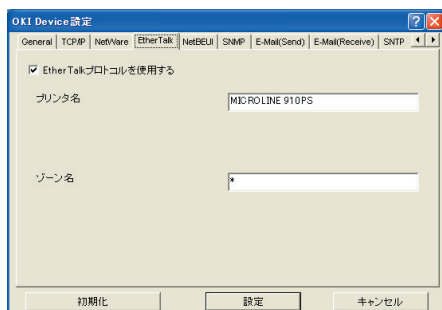 OKI Device設定
General TCP/IP NetWare EtherTalk NetBEUI SNMP E-Mail(Send) E-Mail(Receive) SNTP
EtherTalkプロトコルを使用する
プリンタ名 MICROLINE 910PS
ゾーン名 *
初期化 設定 キャンセル